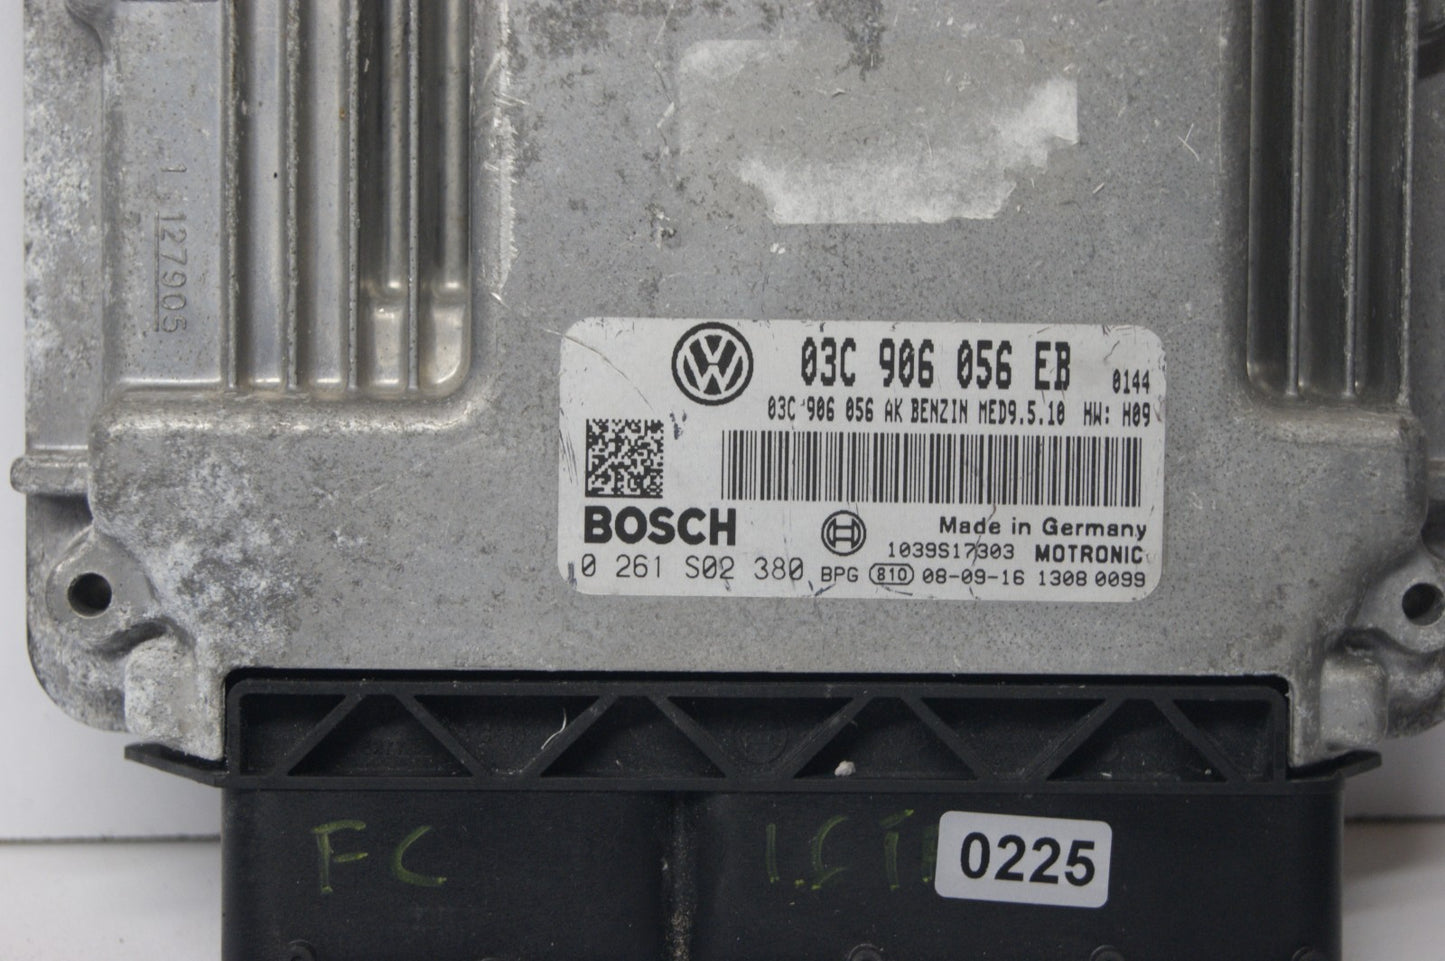 1 127905
03C 906 056 EB 0144
03C 906 056 AK BENZIN MED9.5.10 HW: H09
BOSCH
Made in Germany
1039S17303 MOTRONIC
0 261 S02 380 BPG 810 08-09-16 1308 0099
FC
0225